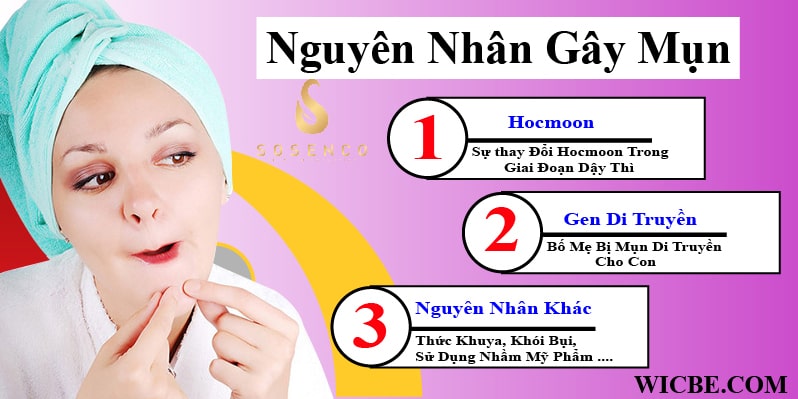 Nguyên Nhân Gây Mụn
SOSENCO
1
Hocmoon
Sự thay Đổi Hocmoon Trong
Giai Đoạn Dậy Thì
2
Gen Di Truyền
Bố Mẹ Bị Mụn Di Truyền
Cho Con
3
Nguyên Nhân Khác
Thức Khuya, Khói Bụi,
Sử Dụng Nhầm Mỹ Phẩm ....
WICBE.COM